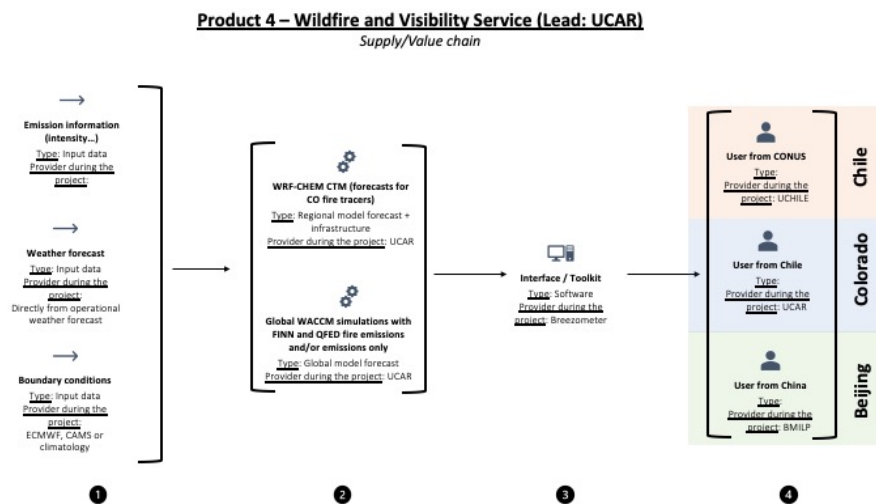 Product 4 – Wildfire and Visibility Service (Lead: UCAR)
Supply/Value chain
Emission information
(intensity...)
Type: Input data
Provider during the
project:
Weather forecast
Type: Input data
Provider during the
project:
Directly from operational
weather forecast
Boundary conditions
Type: Input data
Provider during the
project:
ECMWF, CAMS or
climatology
1
WRF-CHEM CTM (forecasts for
CO fire tracers)
Type: Regional model forecast +
infrastructure
Provider during the project: UCAR
Global WACCM simulations with
FINN and QFED fire emissions
and/or emissions only
Type: Global model forecast
Provider during the project: UCAR
2
Interface / Toolkit
Type: Software
Provider during the
project: Breezometer
3
User from CONUS
Type:
Provider during the
project: UCHILE
Chile
User from Chile
Type:
Provider during the
project: UCAR
Colorado
User from China
Type:
Provider during the
project: BMILP
Beijing
4